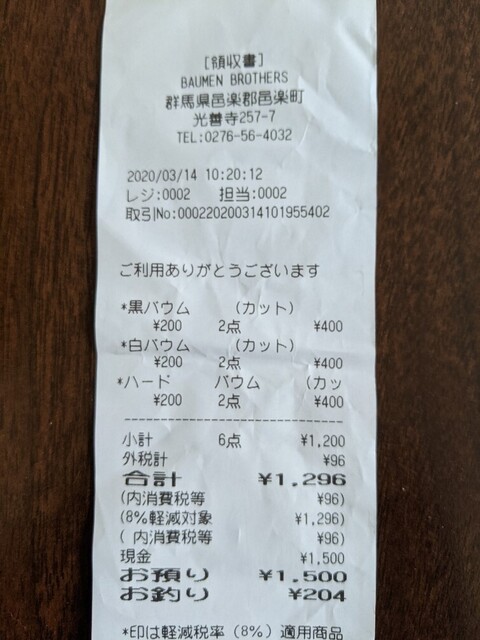 [領収書]
BAUMEN BROTHERS
群馬県邑楽郡邑楽町
光善寺257-7
TEL:0276-56-4032
2020/03/14 10:20:12
レジ:0002 担当:0002
取引No:000220200314101955402
ご利用ありがとうございます
*黒バウム (カット)
¥200 2点 ¥400
*白バウム (カット)
¥200 2点 ¥400
*ハード バウム (カッ
¥200 2点 ¥400
小計 6点 ¥1,200
外税計 ¥96
合計 ¥1,296
(内消費税等 ¥96)
(8%軽減対象 ¥1,296)
( 内消費税等 ¥96)
現金 ¥1,500
お預り ¥1,500
お釣り ¥204
*印は軽減税率(8%)適用商品